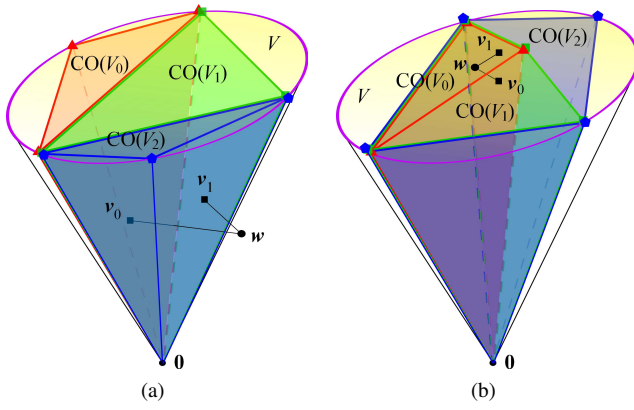 V
CO(V₀)
CO(V₁)
CO(V₂)
v₁
v₀
w
0
(a)
CO(V₂)
v₁
w
V
CO(V₀)
v₀
CO(V₁)
0
(b)